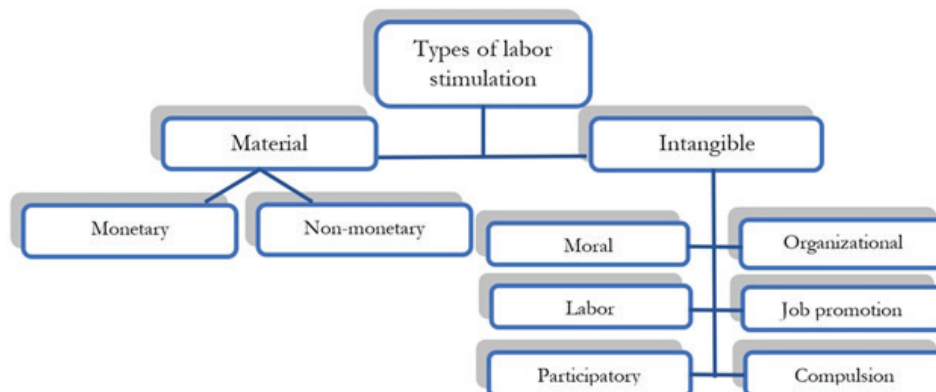 Types of labor
stimulation
Material
Intangible
Monetary
Non-monetary
Moral
Organizational
Labor
Job promotion
Participatory
Compulsion